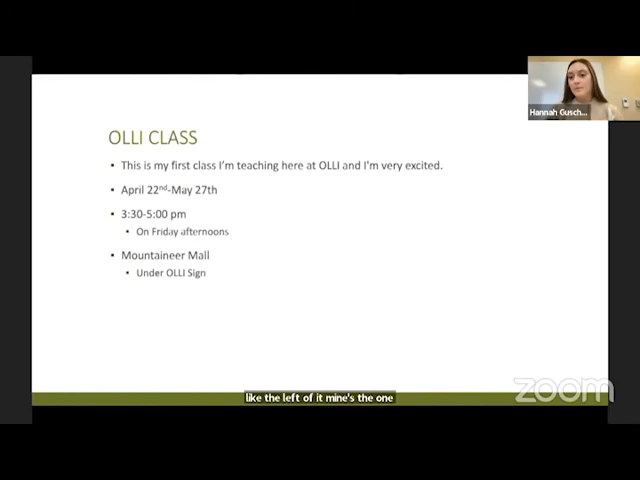 Hannah Gusch...
OLLI CLASS
▪ This is my first class I'm teaching here at OLLI and I'm very excited.
▪ April 22nd-May 27th
▪ 3:30-5:00 pm
▪ On Friday afternoons
▪ Mountaineer Mall
▪ Under OLLI Sign
zoom
like the left of it mine's the one